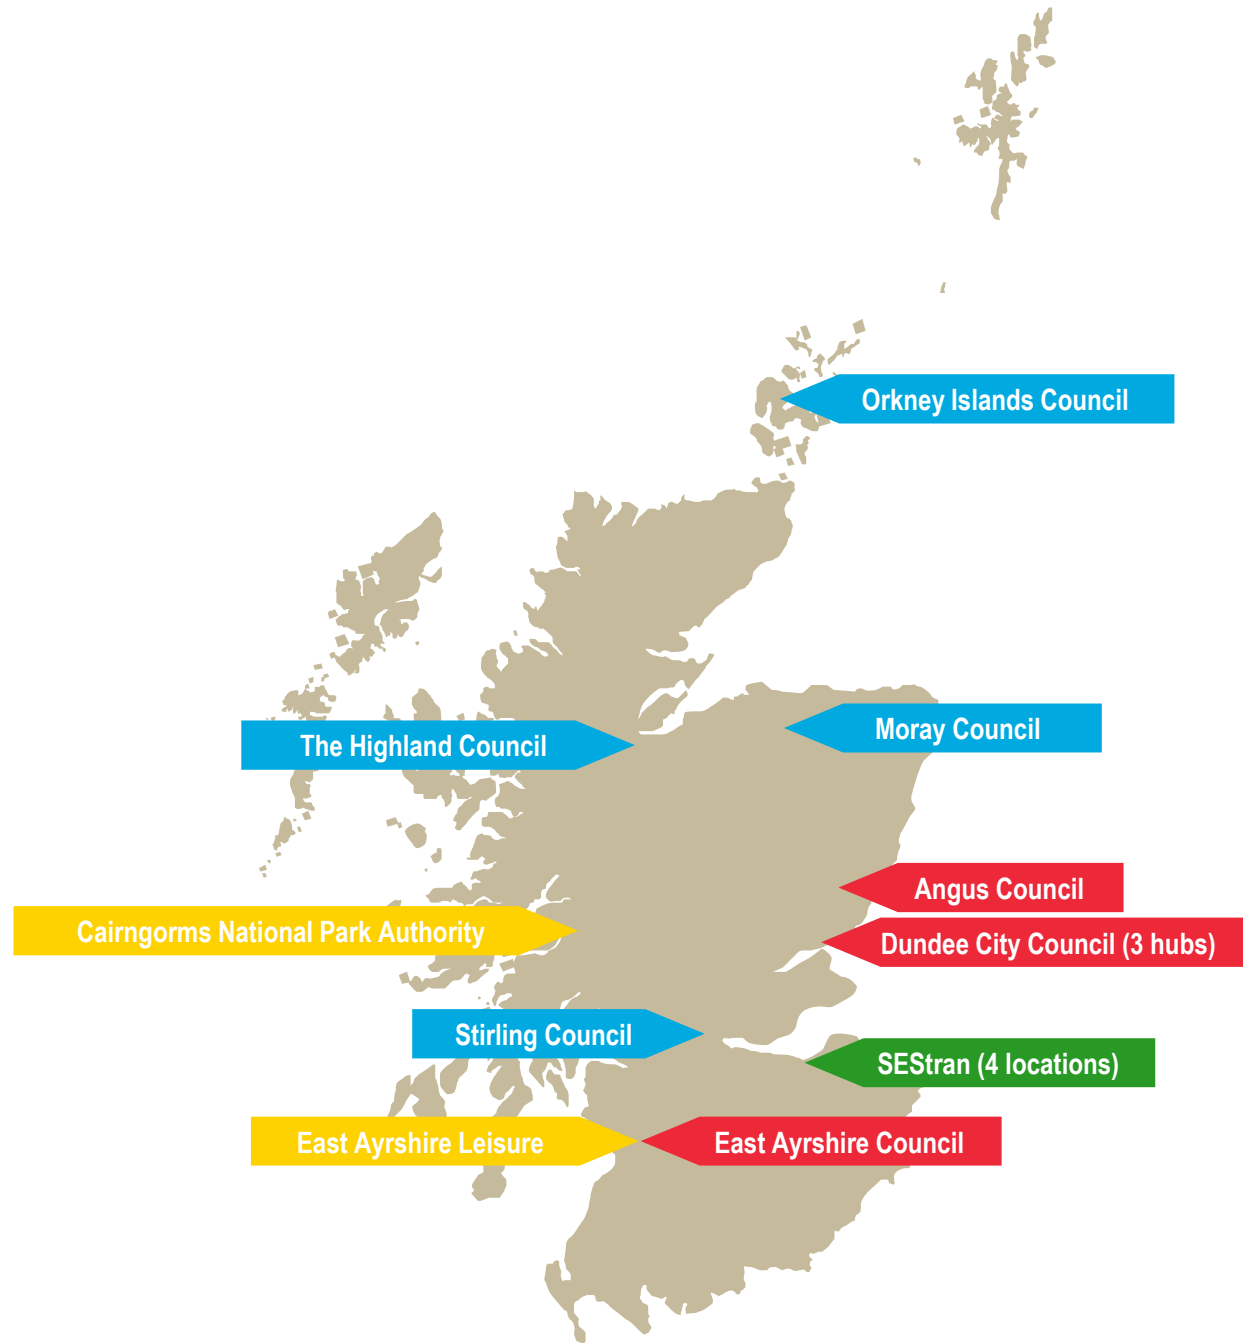 Orkney Islands Council
Moray Council
The Highland Council
Angus Council
Cairngorms National Park Authority
Dundee City Council (3 hubs)
Stirling Council
SEStran (4 locations)
East Ayrshire Leisure
East Ayrshire Council